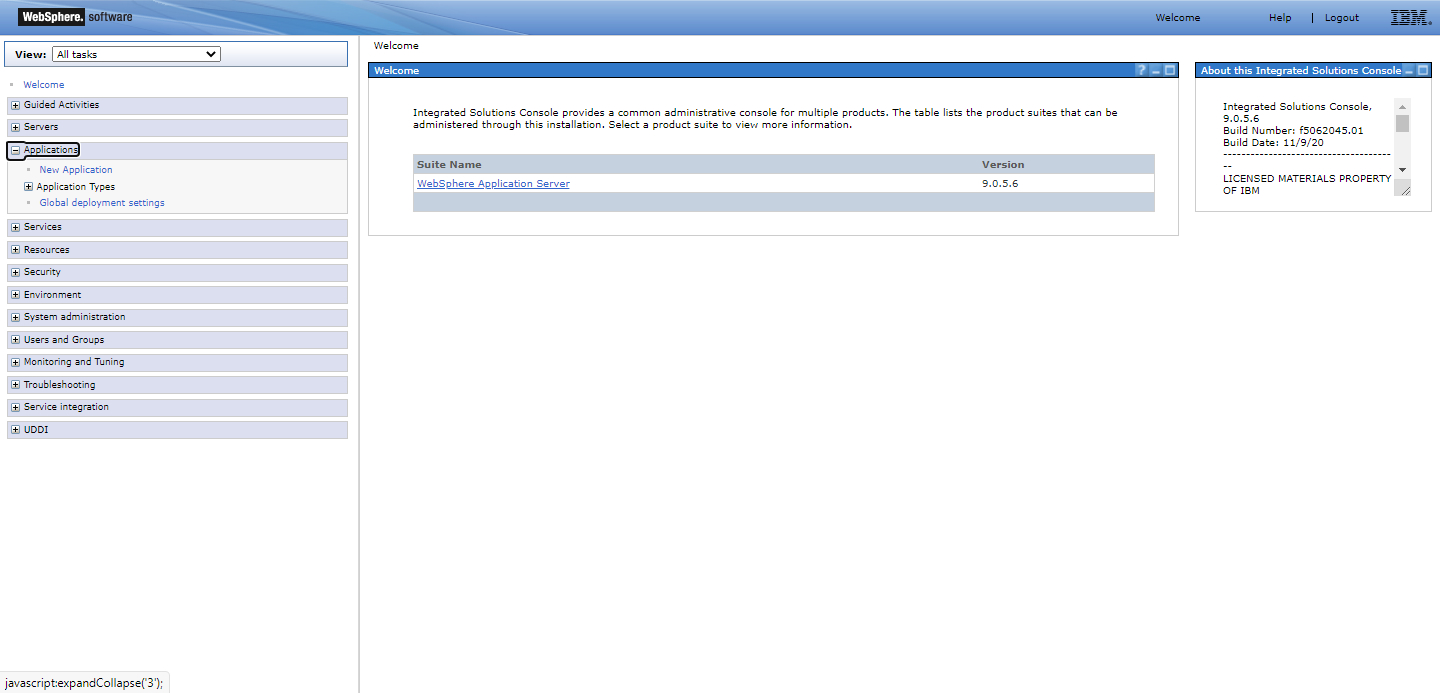 WebSphere. software
Welcome
Help | Logout
IBM.
View: All tasks
Welcome
Guided Activities
Servers
Applications
New Application
Application Types
Global deployment settings
Services
Resources
Security
Environment
System administration
Users and Groups
Monitoring and Tuning
Troubleshooting
Service integration
UDDI
Welcome
Welcome
?
Integrated Solutions Console provides a common administrative console for multiple products. The table lists the product suites that can be
administered through this installation. Select a product suite to view more information.
Suite Name Version
WebSphere Application Server 9.0.5.6
About this Integrated Solutions Console
Integrated Solutions Console,
9.0.5.6
Build Number: f5062045.01
Build Date: 11/9/20
-------------------------------------
--
LICENSED MATERIALS PROPERTY
OF IBM
javascript:expandCollapse('3');